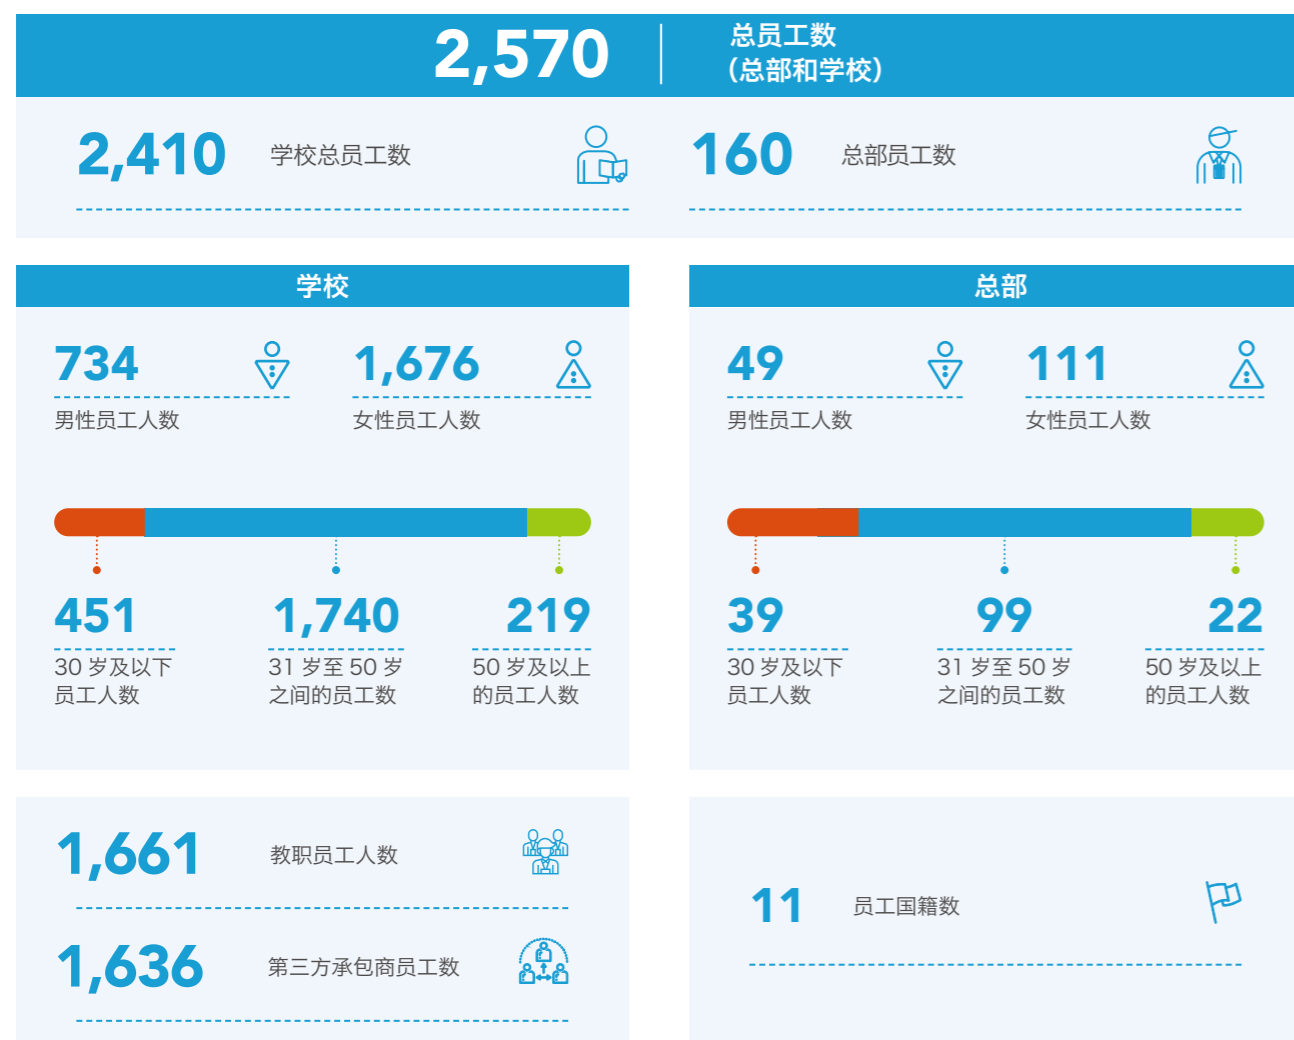 2,570
总员工数
（总部和学校）
2,410
学校总员工数
160
总部员工数
学校
734
男性员工人数
1,676
女性员工人数
451
30 岁及以下
员工人数
1,740
31 岁至 50 岁
之间的员工数
219
50 岁及以上
的员工人数
总部
49
男性员工人数
111
女性员工人数
39
30 岁及以下
员工人数
99
31 岁至 50 岁
之间的员工数
22
50 岁及以上
的员工人数
1,661
教职员工人数
1,636
第三方承包商员工数
11
员工国籍数